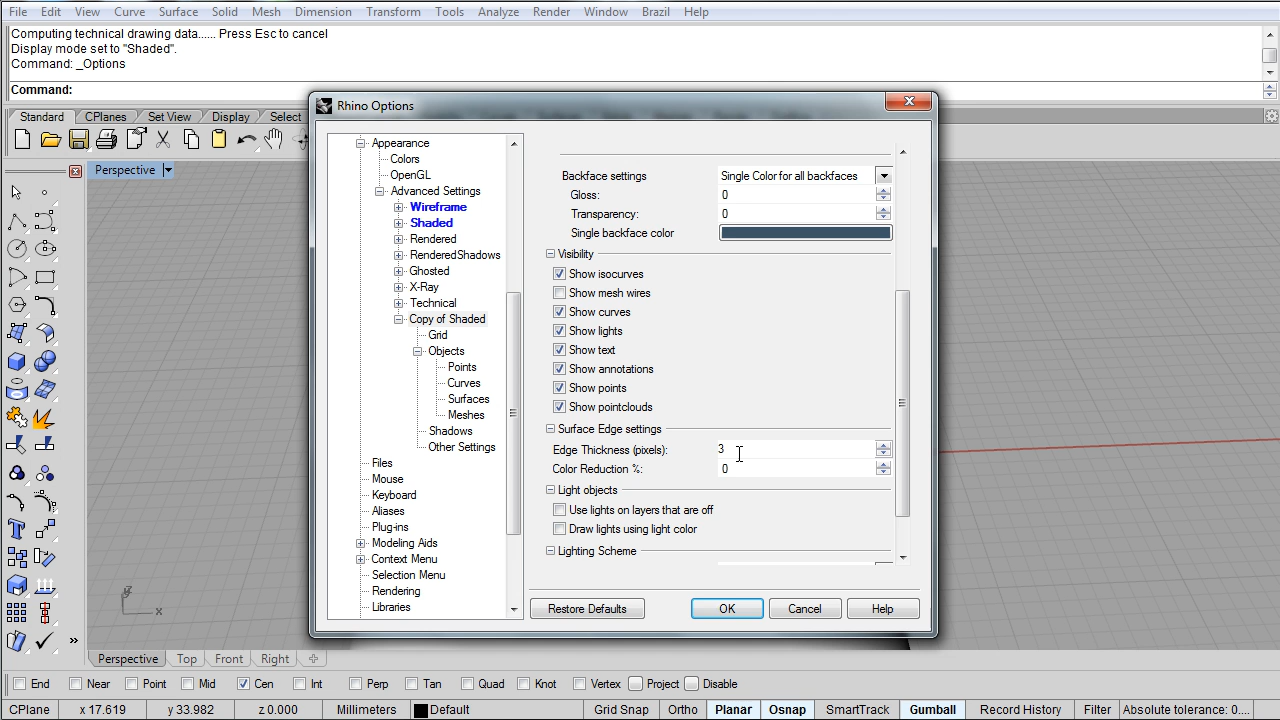 File Edit View Curve Surface Solid Mesh Dimension Transform Tools Analyze Render Window Brazil Help
Computing technical drawing data...... Press Esc to cancel
Display mode set to "Shaded".
Command: _Options
Command:
Standard CPlanes Set View Display Select
Rhino Options
Perspective
Appearance
Colors
OpenGL
Advanced Settings
Wireframe
Shaded
Rendered
RenderedShadows
Ghosted
X-Ray
Technical
Copy of Shaded
Grid
Objects
Points
Curves
Surfaces
Meshes
Shadows
Other Settings
Files
Mouse
Keyboard
Aliases
Plug-ins
Modeling Aids
Context Menu
Selection Menu
Rendering
Libraries
Backface settings Single Color for all backfaces
Gloss: 0
Transparency: 0
Single backface color
Visibility
Show isocurves
Show mesh wires
Show curves
Show lights
Show text
Show annotations
Show points
Show pointclouds
Surface Edge settings
Edge Thickness (pixels): 3
Color Reduction %: 0
Light objects
Use lights on layers that are off
Draw lights using light color
Lighting Scheme
Restore Defaults OK Cancel Help
x
Perspective Top Front Right
End Near Point Mid Cen Int Perp Tan Quad Knot Vertex Project Disable
CPlane x 17.619 y 33.982 z 0.000 Millimeters Default Grid Snap Ortho Planar Osnap SmartTrack Gumball Record History Filter Absolute tolerance: 0....